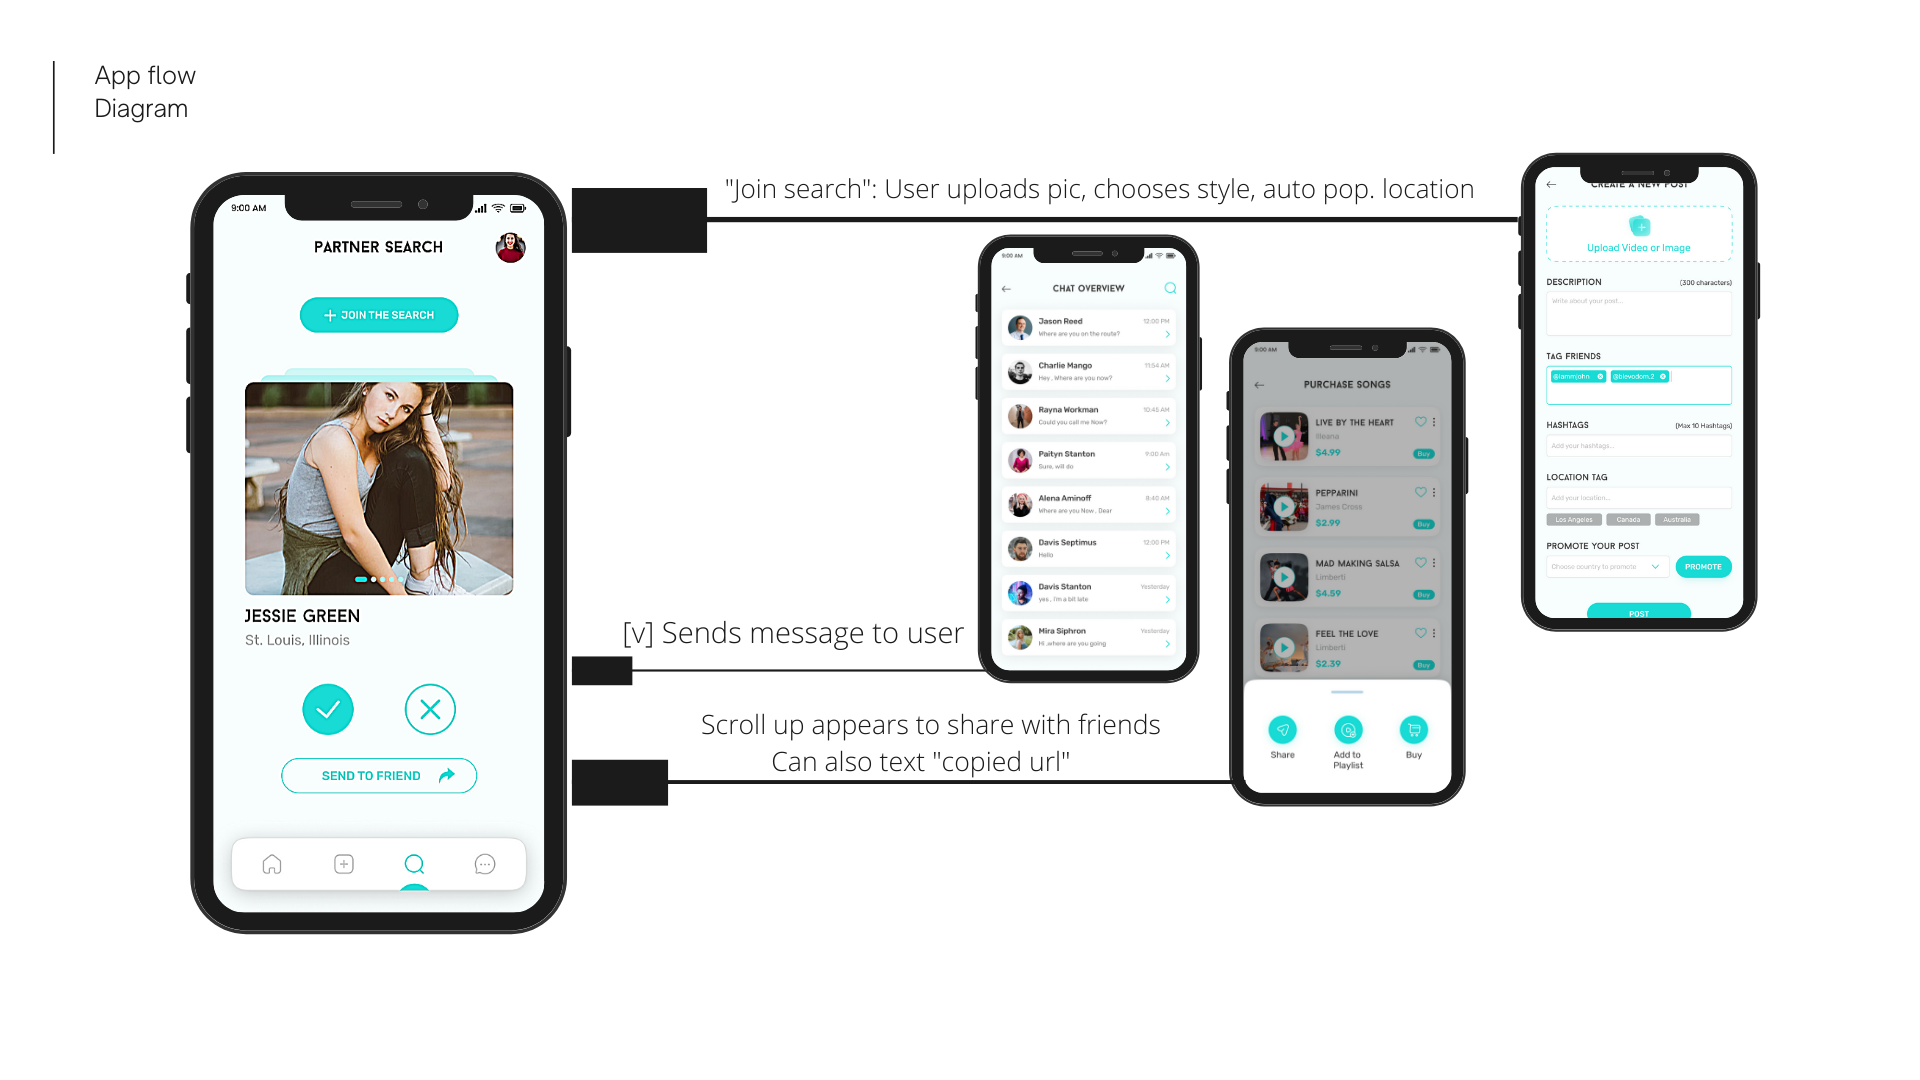 App flow
Diagram
9:00 AM
PARTNER SEARCH
+ JOIN THE SEARCH
JESSIE GREEN
St. Louis, Illinois
SEND TO FRIEND
"Join search": User uploads pic, chooses style, auto pop. location
[v] Sends message to user
Scroll up appears to share with friends
Can also text "copied url"
9:00 AM
CHAT OVERVIEW
Jason Reed 12:00 PM
Where are you on the route?
Charlie Mango 11:54 AM
Hey.. Where are you now?
Rayna Workman 10:45 AM
Could you call me Now?
Paityn Stanton 9:00 Am
Sure, will do
Alena Aminoff 8:40 AM
Where are you Now.. Dear
Davis Septimus 12:00 PM
Hello
Davis Stanton Yesterday
yes.. I'm a bit late
Mira Siphron Yesterday
Hi ..where are you going
9:00 AM
PURCHASE SONGS
LIVE BY THE HEART
Ileana
$4.99 Buy
PEPPARINI
James Cross
$2.99 Buy
MAD MAKING SALSA
Limberti
$4.59 Buy
FEEL THE LOVE
Limberti
$2.39 Buy
Share
Add to
Playlist
Buy
CREATE A NEW POST
Upload Video or Image
DESCRIPTION (300 characters)
Write about your post...
TAG FRIENDS
@iammjohn @blevodom.2
HASHTAGS (Max 10 Hashtags)
Add your hashtags...
LOCATION TAG
Add your location...
Los Angeles Canada Australia
PROMOTE YOUR POST
Choose country to promote PROMOTE
POST